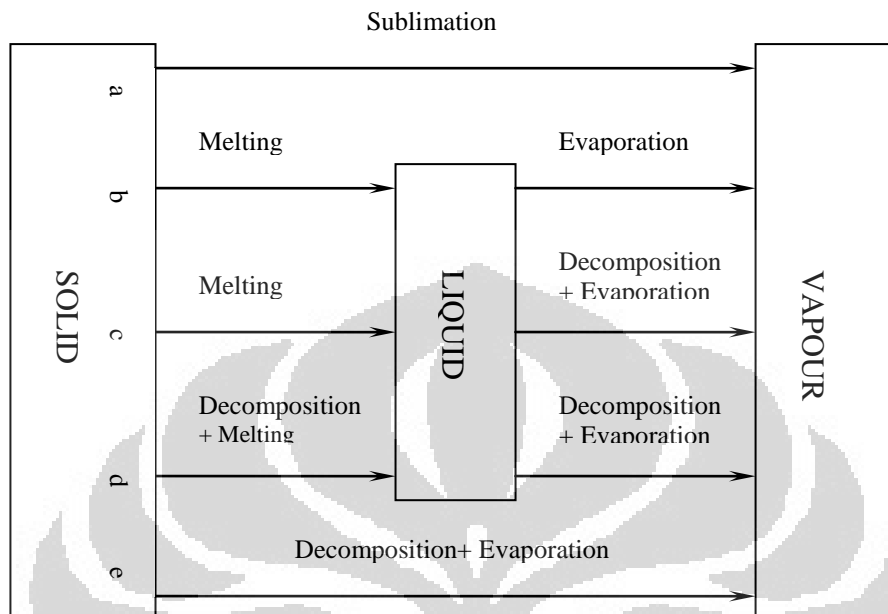 Sublimation
a
Melting
Evaporation
b
SOLID
LIQUID
VAPOUR
Melting
Decomposition
+ Evaporation
c
Decomposition
+ Melting
Decomposition
+ Evaporation
d
Decomposition+ Evaporation
e